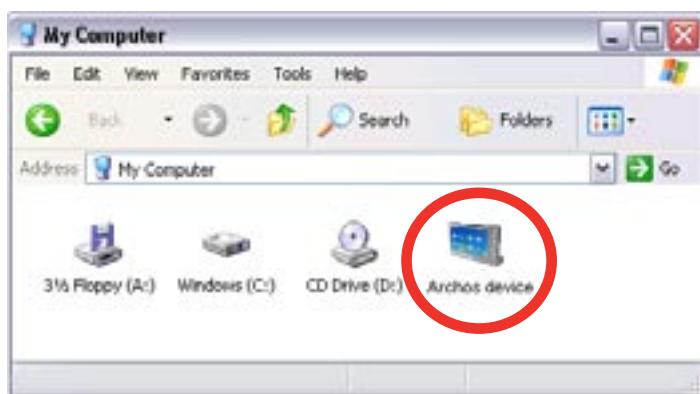 My Computer
File Edit View Favorites Tools Help
Back Search Folders
Address My Computer Go
3½ Floppy (A:) Windows (C:) CD Drive (D:) Archos device